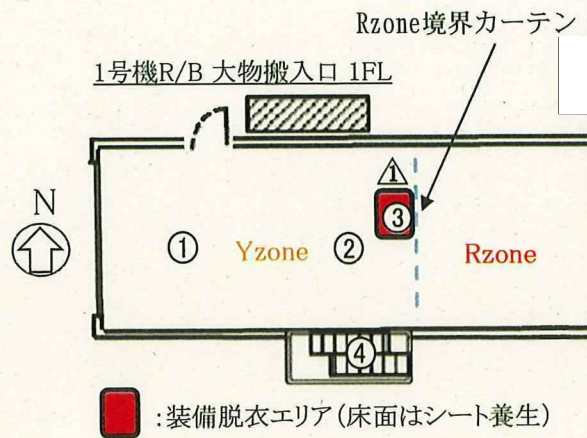 Rzone境界カーテン
1号機R/B 大物搬入口 1FL
N
1
③
① Yzone ② Rzone
④
:装備脱衣エリア(床面はシート養生)